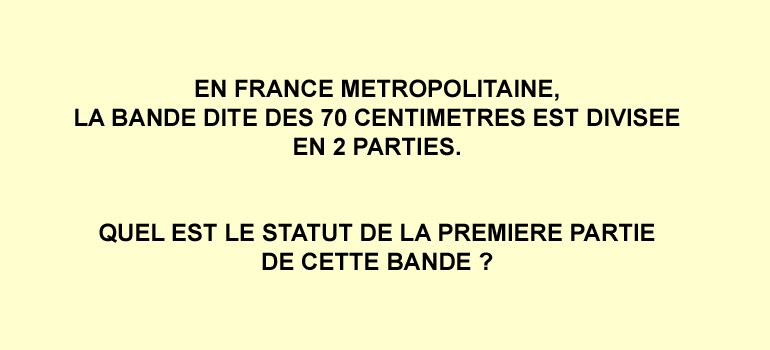 EN FRANCE METROPOLITAINE,
LA BANDE DITE DES 70 CENTIMETRES EST DIVISEE
EN 2 PARTIES.
QUEL EST LE STATUT DE LA PREMIERE PARTIE
DE CETTE BANDE ?